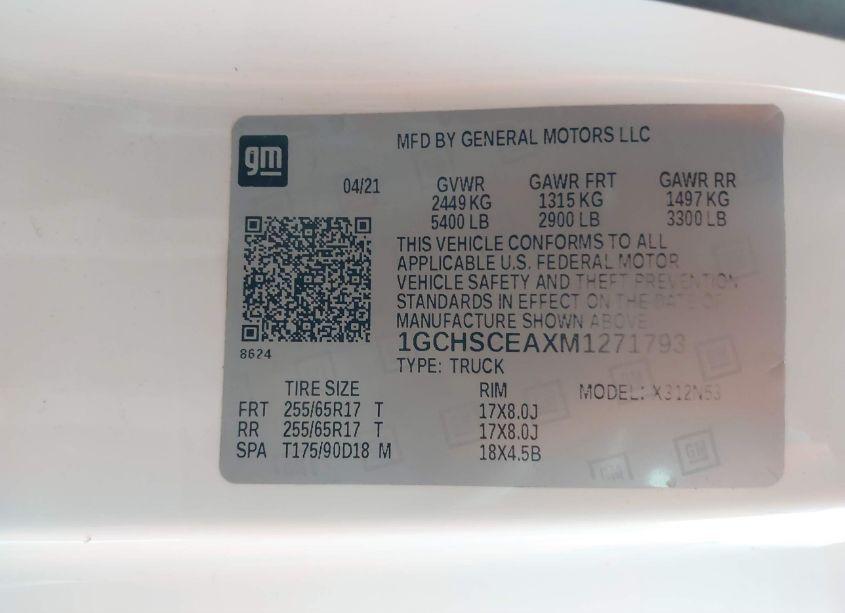 gm
MFD BY GENERAL MOTORS LLC
04/21
GVWR GAWR FRT GAWR RR
2449 KG 1315 KG 1497 KG
5400 LB 2900 LB 3300 LB
THIS VEHICLE CONFORMS TO ALL
APPLICABLE U.S. FEDERAL MOTOR
VEHICLE SAFETY AND THEFT PREVENTION
STANDARDS IN EFFECT ON THE DATE OF
MANUFACTURE SHOWN ABOVE
1GCHSCEAXM1271793
8624
TYPE: TRUCK
TIRE SIZE RIM MODEL: X312N53
FRT 255/65R17 T 17X8.0J
RR 255/65R17 T 17X8.0J
SPA T175/90D18 M 18X4.5B
GM
GM